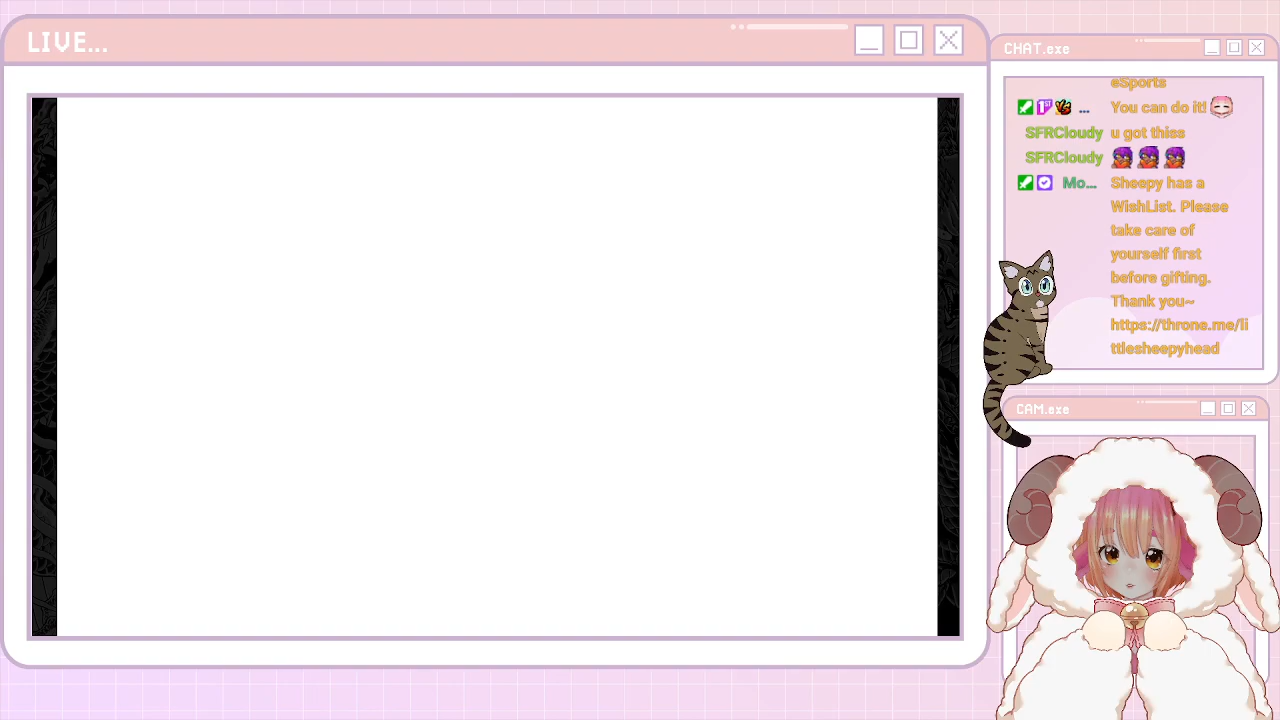 LIVE...
CHAT.exe
eSports
... You can do it!
SFRCloudy u got thiss
SFRCloudy
Mo... Sheepy has a
WishList. Please
take care of
yourself first
before gifting.
Thank you~
https://throne.me/li
ttlesheepyhead
CAM.exe